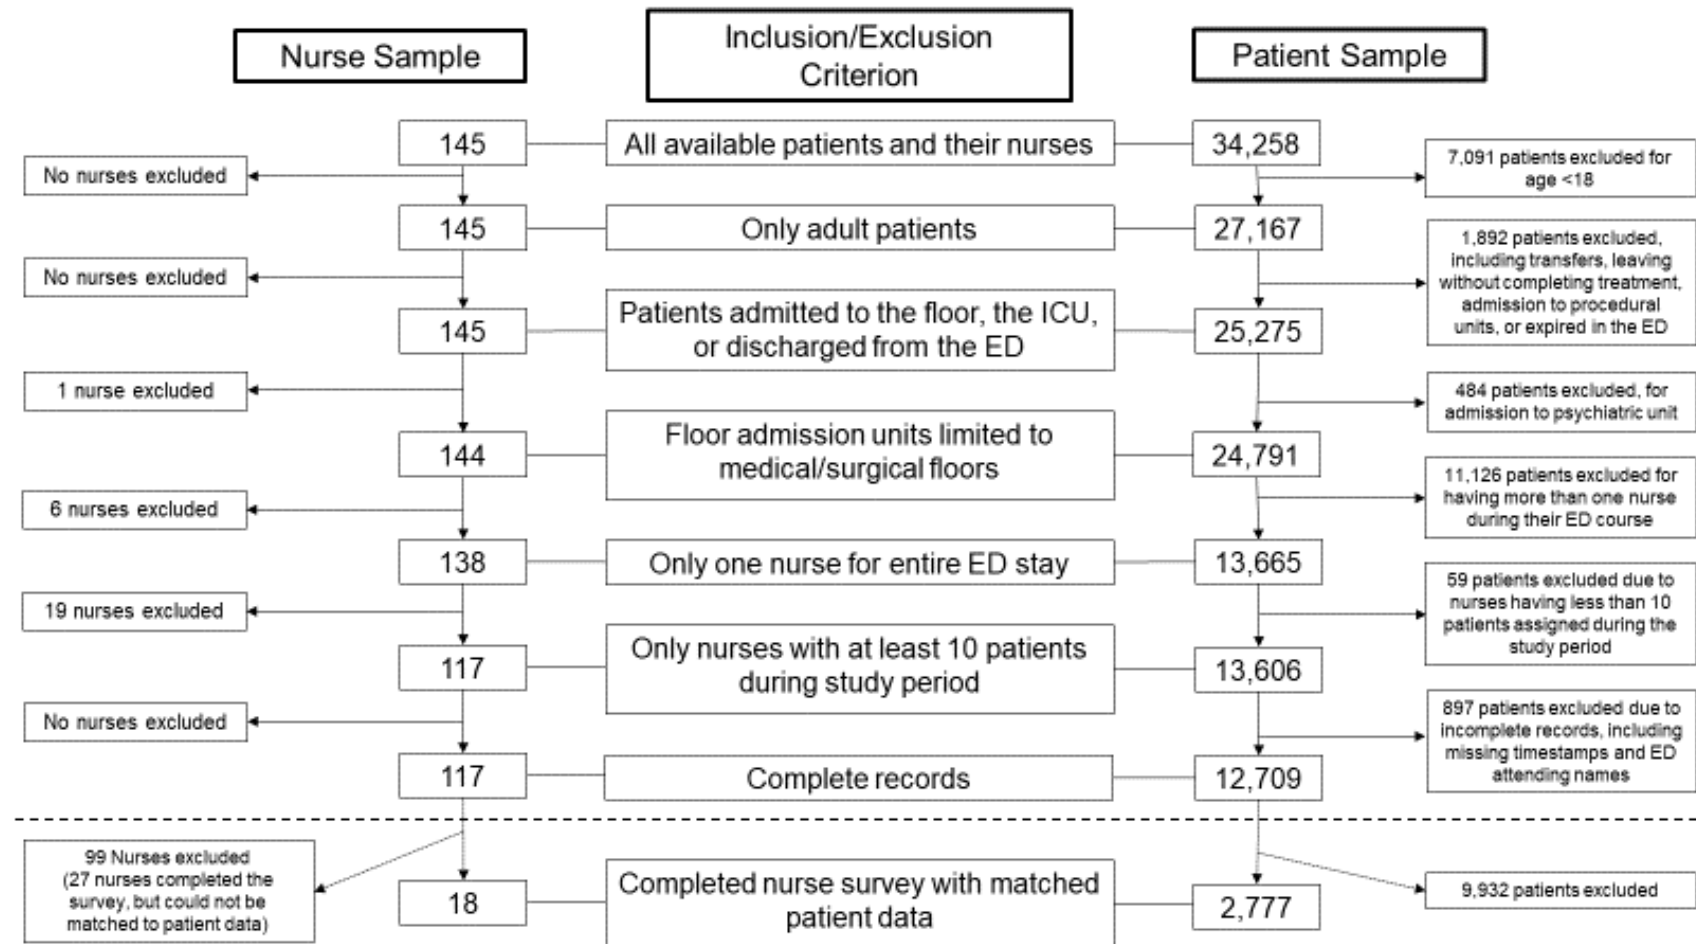 Nurse Sample
Inclusion/Exclusion
Criterion
Patient Sample
145
All available patients and their nurses
34,258
No nurses excluded
7,091 patients excluded for
age <18
145
Only adult patients
27,167
No nurses excluded
1,892 patients excluded,
including transfers, leaving
without completing treatment,
admission to procedural
units, or expired in the ED
145
Patients admitted to the floor, the ICU,
or discharged from the ED
25,275
1 nurse excluded
484 patients excluded, for
admission to psychiatric unit
144
Floor admission units limited to
medical/surgical floors
24,791
6 nurses excluded
11,126 patients excluded for
having more than one nurse
during their ED course
138
Only one nurse for entire ED stay
13,665
19 nurses excluded
59 patients excluded due to
nurses having less than 10
patients assigned during the
study period
117
Only nurses with at least 10 patients
during study period
13,606
No nurses excluded
897 patients excluded due to
incomplete records, including
missing timestamps and ED
attending names
117
Complete records
12,709
99 Nurses excluded
(27 nurses completed the
survey, but could not be
matched to patient data)
18
Completed nurse survey with matched
patient data
2,777
9,932 patients excluded